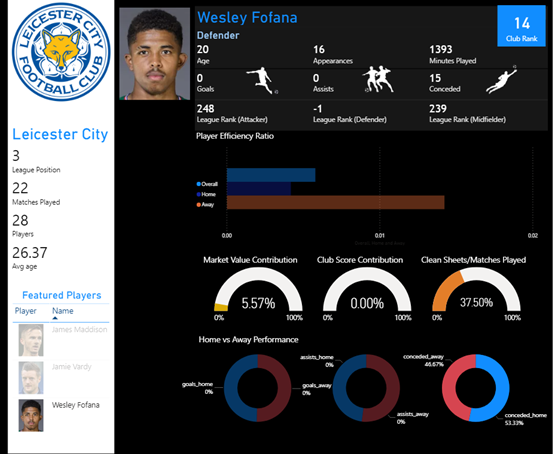 LEICESTER CITY
FOOTBALL CLUB
Wesley Fofana
Defender
14
Club Rank
20
Age
16
Appearances
1393
Minutes Played
0
Goals
0
Assists
15
Conceded
248
League Rank (Attacker)
-1
League Rank (Defender)
239
League Rank (Midfielder)
Leicester City
3
League Position
22
Matches Played
28
Players
26.37
Avg age
Featured Players
Player Name
James Maddison
Jamie Vardy
Wesley Fofana
Player Efficiency Ratio
Overall
Home
Away
0.00 0.01 0.02
Market Value Contribution
5.57%
0% 100%
Club Score Contribution
0.00%
0% 100%
Clean Sheets/Matches Played
37.50%
0% 100%
Home vs Away Performance
goals_home
0%
goals_away
0%
assists_home
0%
assists_away
0%
conceded_away
46.67%
conceded_home
53.33%